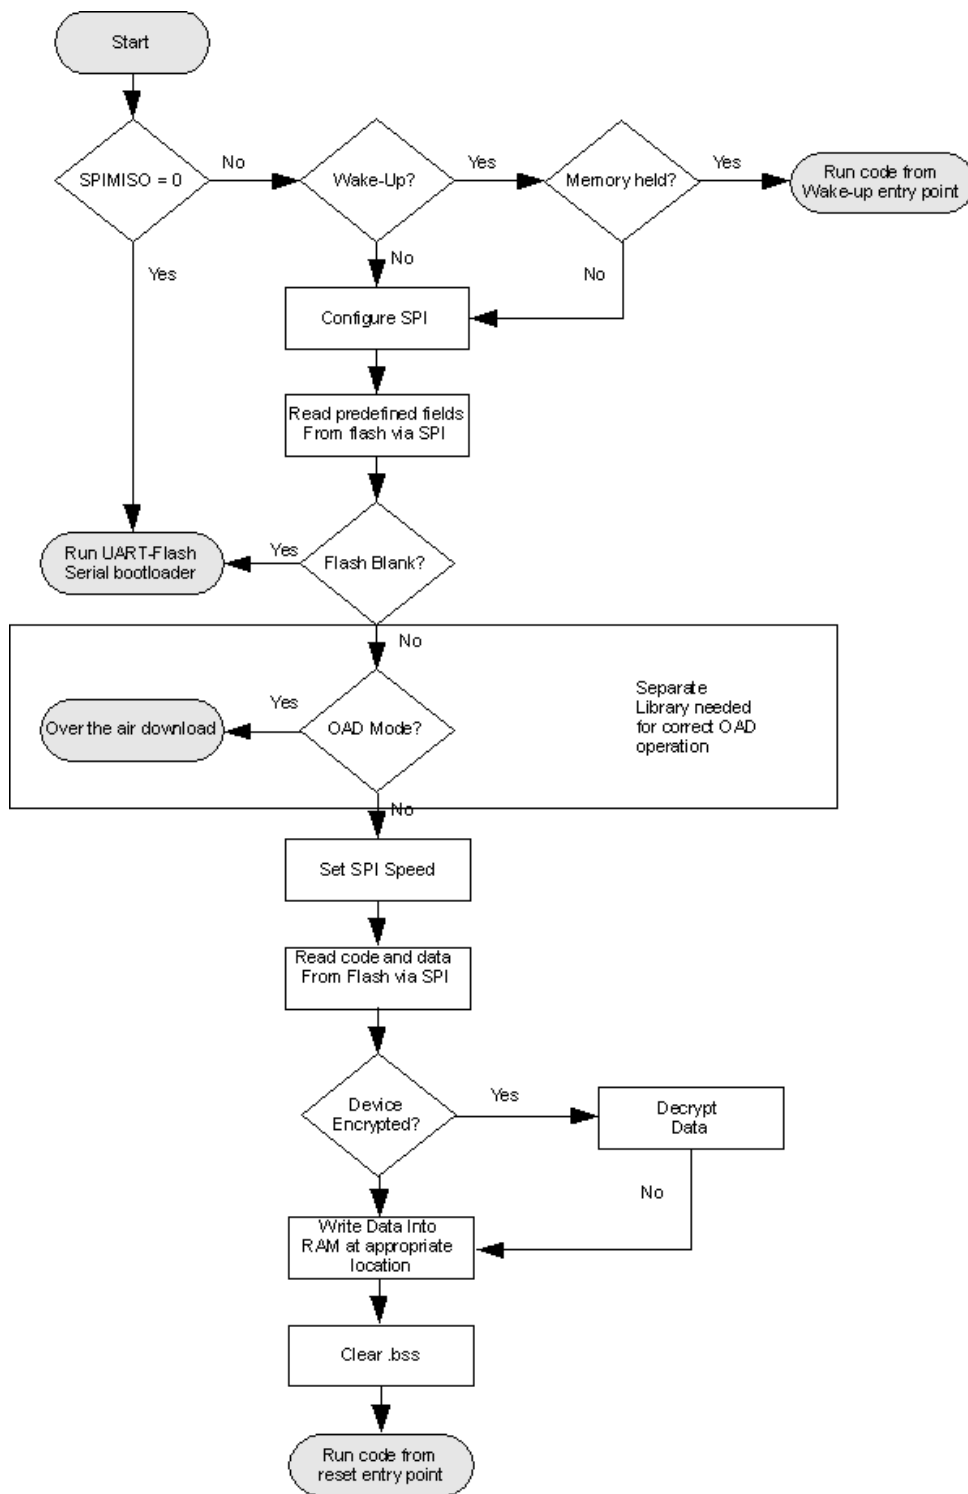 Start
SPIMISO = 0
No
Wake-Up?
Yes
Memory held?
Yes
Run code from
Wake-up entry point
Yes
No
No
Configure SPI
Read predefined fields
From flash via SPI
Run UART-Flash
Serial bootloader
Yes
Flash Blank?
No
Over the air download
Yes
OAD Mode?
Separate
Library needed
for correct OAD
operation
No
Set SPI Speed
Read code and data
From Flash via SPI
Device
Encrypted?
Yes
Decrypt
Data
No
Write Data Into
RAM at appropriate
location
Clear .bss
Run code from
reset entry point